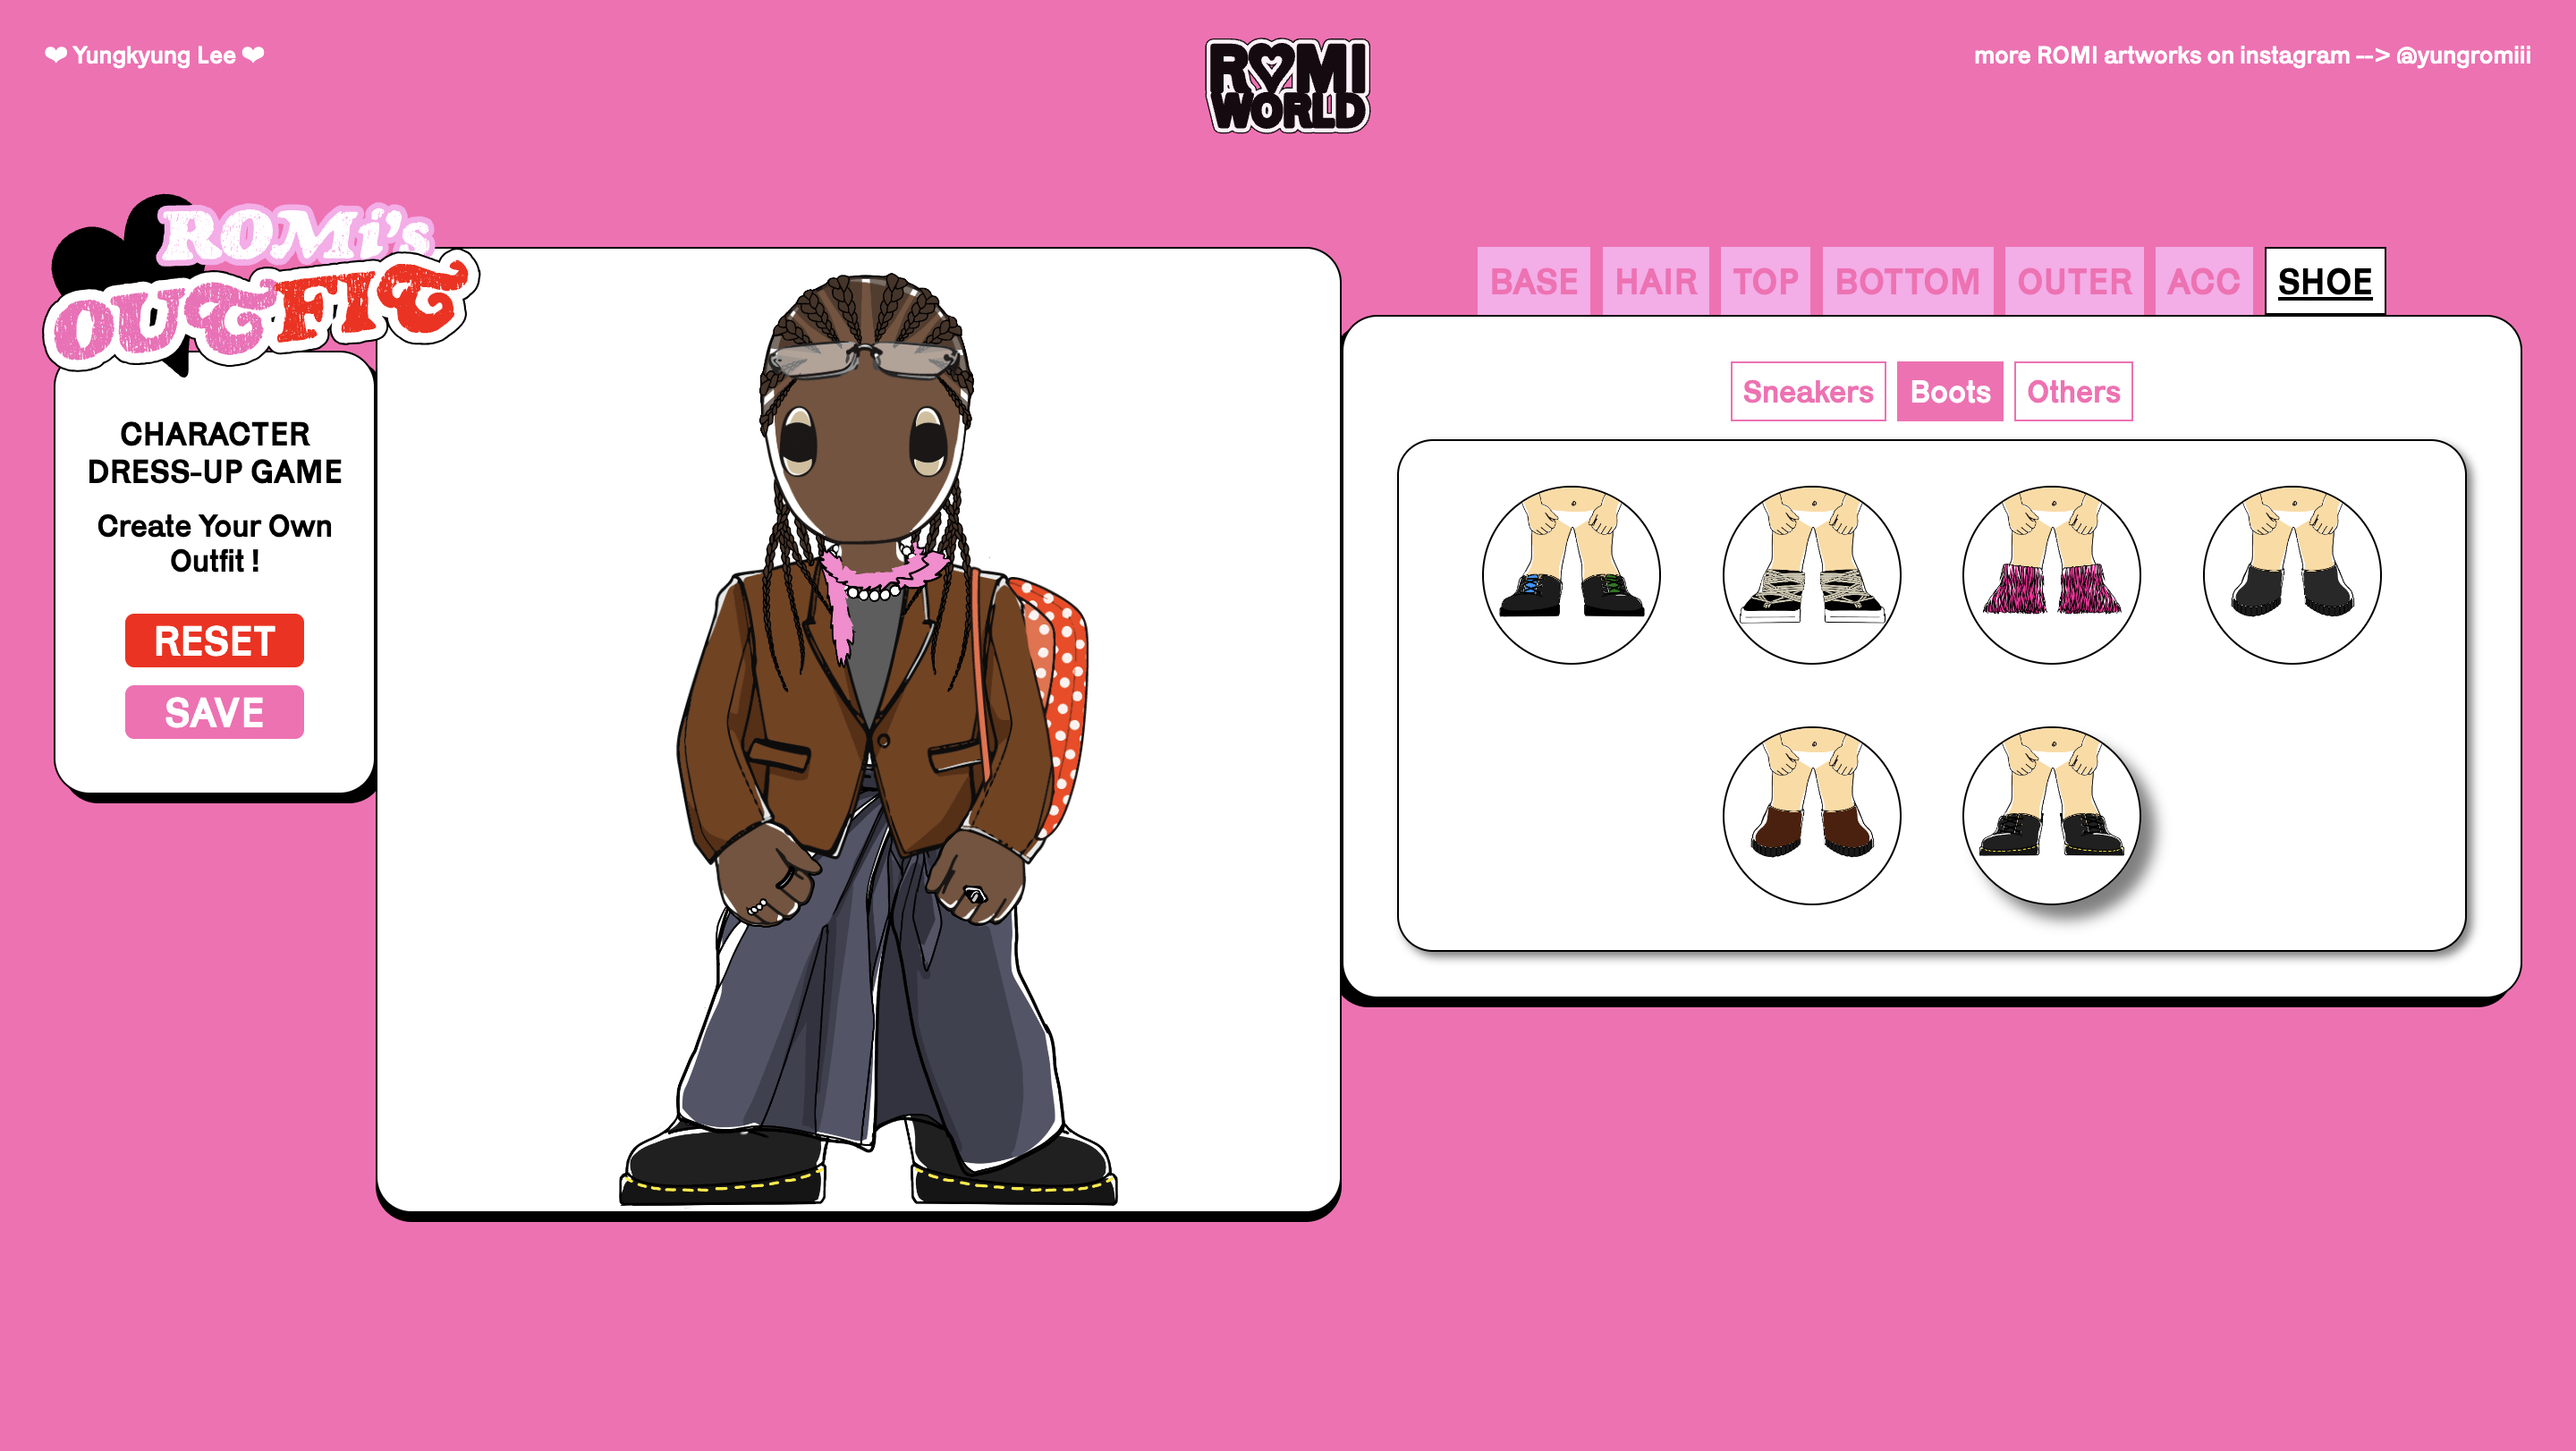 ❤ Yungkyung Lee ❤
ROMI
WORLD
more ROMI artworks on instagram --> @yungromiii
ROMi's
OUTFIT
CHARACTER
DRESS-UP GAME
Create Your Own
Outfit !
RESET
SAVE
BASE HAIR TOP BOTTOM OUTER ACC SHOE
Sneakers Boots Others